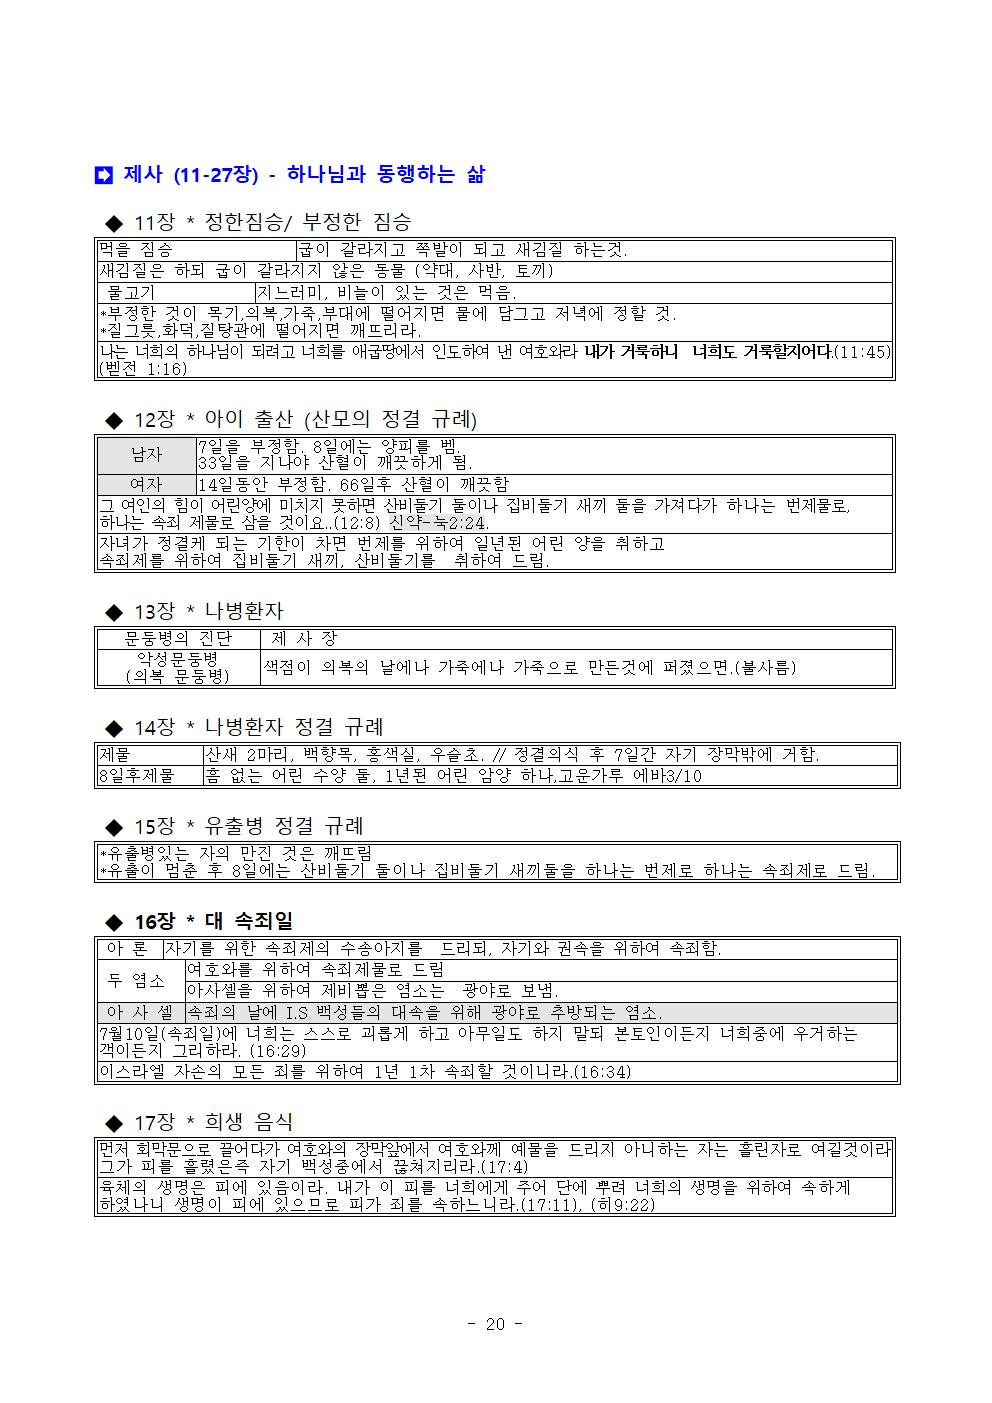 ➡ 제사 (11-27장) - 하나님과 동행하는 삶
◆ 11장 * 정한짐승/ 부정한 짐승
먹을 짐승 굽이 갈라지고 쪽발이 되고 새김질 하는것.
새김질은 하되 굽이 갈라지지 않은 동물 (약대, 사반, 토끼)
물고기 지느러미, 비늘이 있는 것은 먹음.
*부정한 것이 목기,의복,가죽,부대에 떨어지면 물에 담그고 저녁에 정할 것.
*질그릇,화덕,질탕관에 떨어지면 깨뜨리라.
나는 너희의 하나님이 되려고 너희를 애굽땅에서 인도하여 낸 여호와라 내가 거룩하니 너희도 거룩할지어다.(11:45)
(벧전 1:16)
◆ 12장 * 아이 출산 (산모의 정결 규례)
남자 7일을 부정함. 8일에는 양피를 벰.
33일을 지나야 산혈이 깨끗하게 됨.
여자 14일동안 부정함. 66일후 산혈이 깨끗함
그 여인의 힘이 어린양에 미치지 못하면 산비둘기 둘이나 집비둘기 새끼 둘을 가져다가 하나는 번제물로,
하나는 속죄 제물로 삼을 것이요..(12:8) 신약-눅2:24.
자녀가 정결케 되는 기한이 차면 번제를 위하여 일년된 어린 양을 취하고
속죄제를 위하여 집비둘기 새끼, 산비둘기를 취하여 드림.
◆ 13장 * 나병환자
문둥병의 진단 제 사 장
악성문둥병
(의복 문둥병) 색점이 의복의 날에나 가죽에나 가죽으로 만든것에 퍼졌으면.(불사름)
◆ 14장 * 나병환자 정결 규례
제물 산새 2마리, 백향목, 홍색실, 우슬초. // 정결의식 후 7일간 자기 장막밖에 거함.
8일후제물 흠 없는 어린 수양 둘, 1년된 어린 암양 하나,고운가루 에바3/10
◆ 15장 * 유출병 정결 규례
*유출병있는 자의 만진 것은 깨뜨림
*유출이 멈춘 후 8일에는 산비둘기 둘이나 집비둘기 새끼둘을 하나는 번제로 하나는 속죄제로 드림.
◆ 16장 * 대 속죄일
아 론 자기를 위한 속죄제의 수송아지를 드리되, 자기와 권속을 위하여 속죄함.
두 염소 여호와를 위하여 속죄제물로 드림
아사셀을 위하여 제비뽑은 염소는 광야로 보냄.
아 사 셀 속죄의 날에 I.S 백성들의 대속을 위해 광야로 추방되는 염소.
7월10일(속죄일)에 너희는 스스로 괴롭게 하고 아무일도 하지 말되 본토인이든지 너희중에 우거하는
객이든지 그리하라. (16:29)
이스라엘 자손의 모든 죄를 위하여 1년 1차 속죄할 것이니라.(16:34)
◆ 17장 * 희생 음식
먼저 회막문으로 끌어다가 여호와의 장막앞에서 여호와께 예물을 드리지 아니하는 자는 흘린자로 여길것이라
그가 피를 흘렸은즉 자기 백성중에서 끊쳐지리라.(17:4)
육체의 생명은 피에 있음이라. 내가 이 피를 너희에게 주어 단에 뿌려 너희의 생명을 위하여 속하게
하였나니 생명이 피에 있으므로 피가 죄를 속하느니라.(17:11), (히9:22)
- 20 -